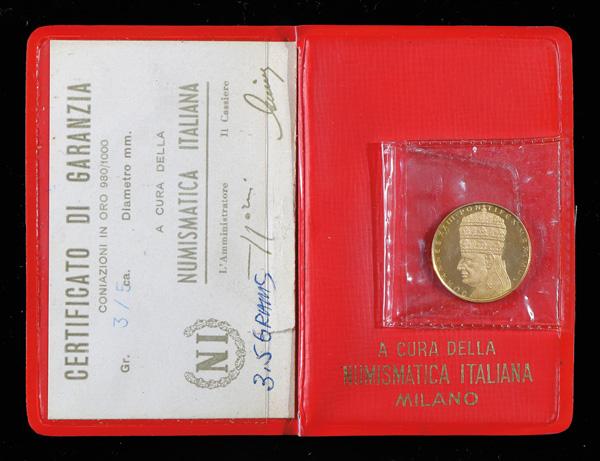 CERTIFICATO DI GARANZIA
CONIAZIONI IN ORO 980/1000
Gr. 3/5 ca. Diametro mm.
A CURA DELLA
NUMISMATICA ITALIANA
L'Amministratore Il Cassiere
NI
3.5 GRAMS
PONTIFEX
A CURA DELLA
NUMISMATICA ITALIANA
MILANO